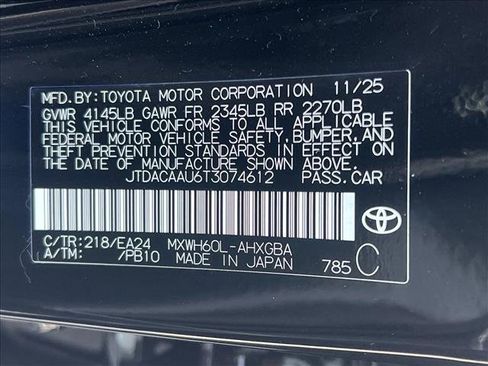 MFD.BY:TOYOTA MOTOR CORPORATION 11/25
GVWR 4145LB GAWR FR 2345LB RR 2270LB
THIS VEHICLE CONFORMS TO ALL APPLICABLE
FEDERAL MOTOR VEHICLE SAFETY,BUMPER,AND
THEFT PREVENTION STANDARDS IN EFFECT ON
THE DATE OF MANUFACTURE SHOWN ABOVE.
JTDACAAU6T3074612 PASS.CAR
C/TR:218/EA24 MXWH60L-AHXGBA
A/TM: /PB10 MADE IN JAPAN 785 C
TOYOTA